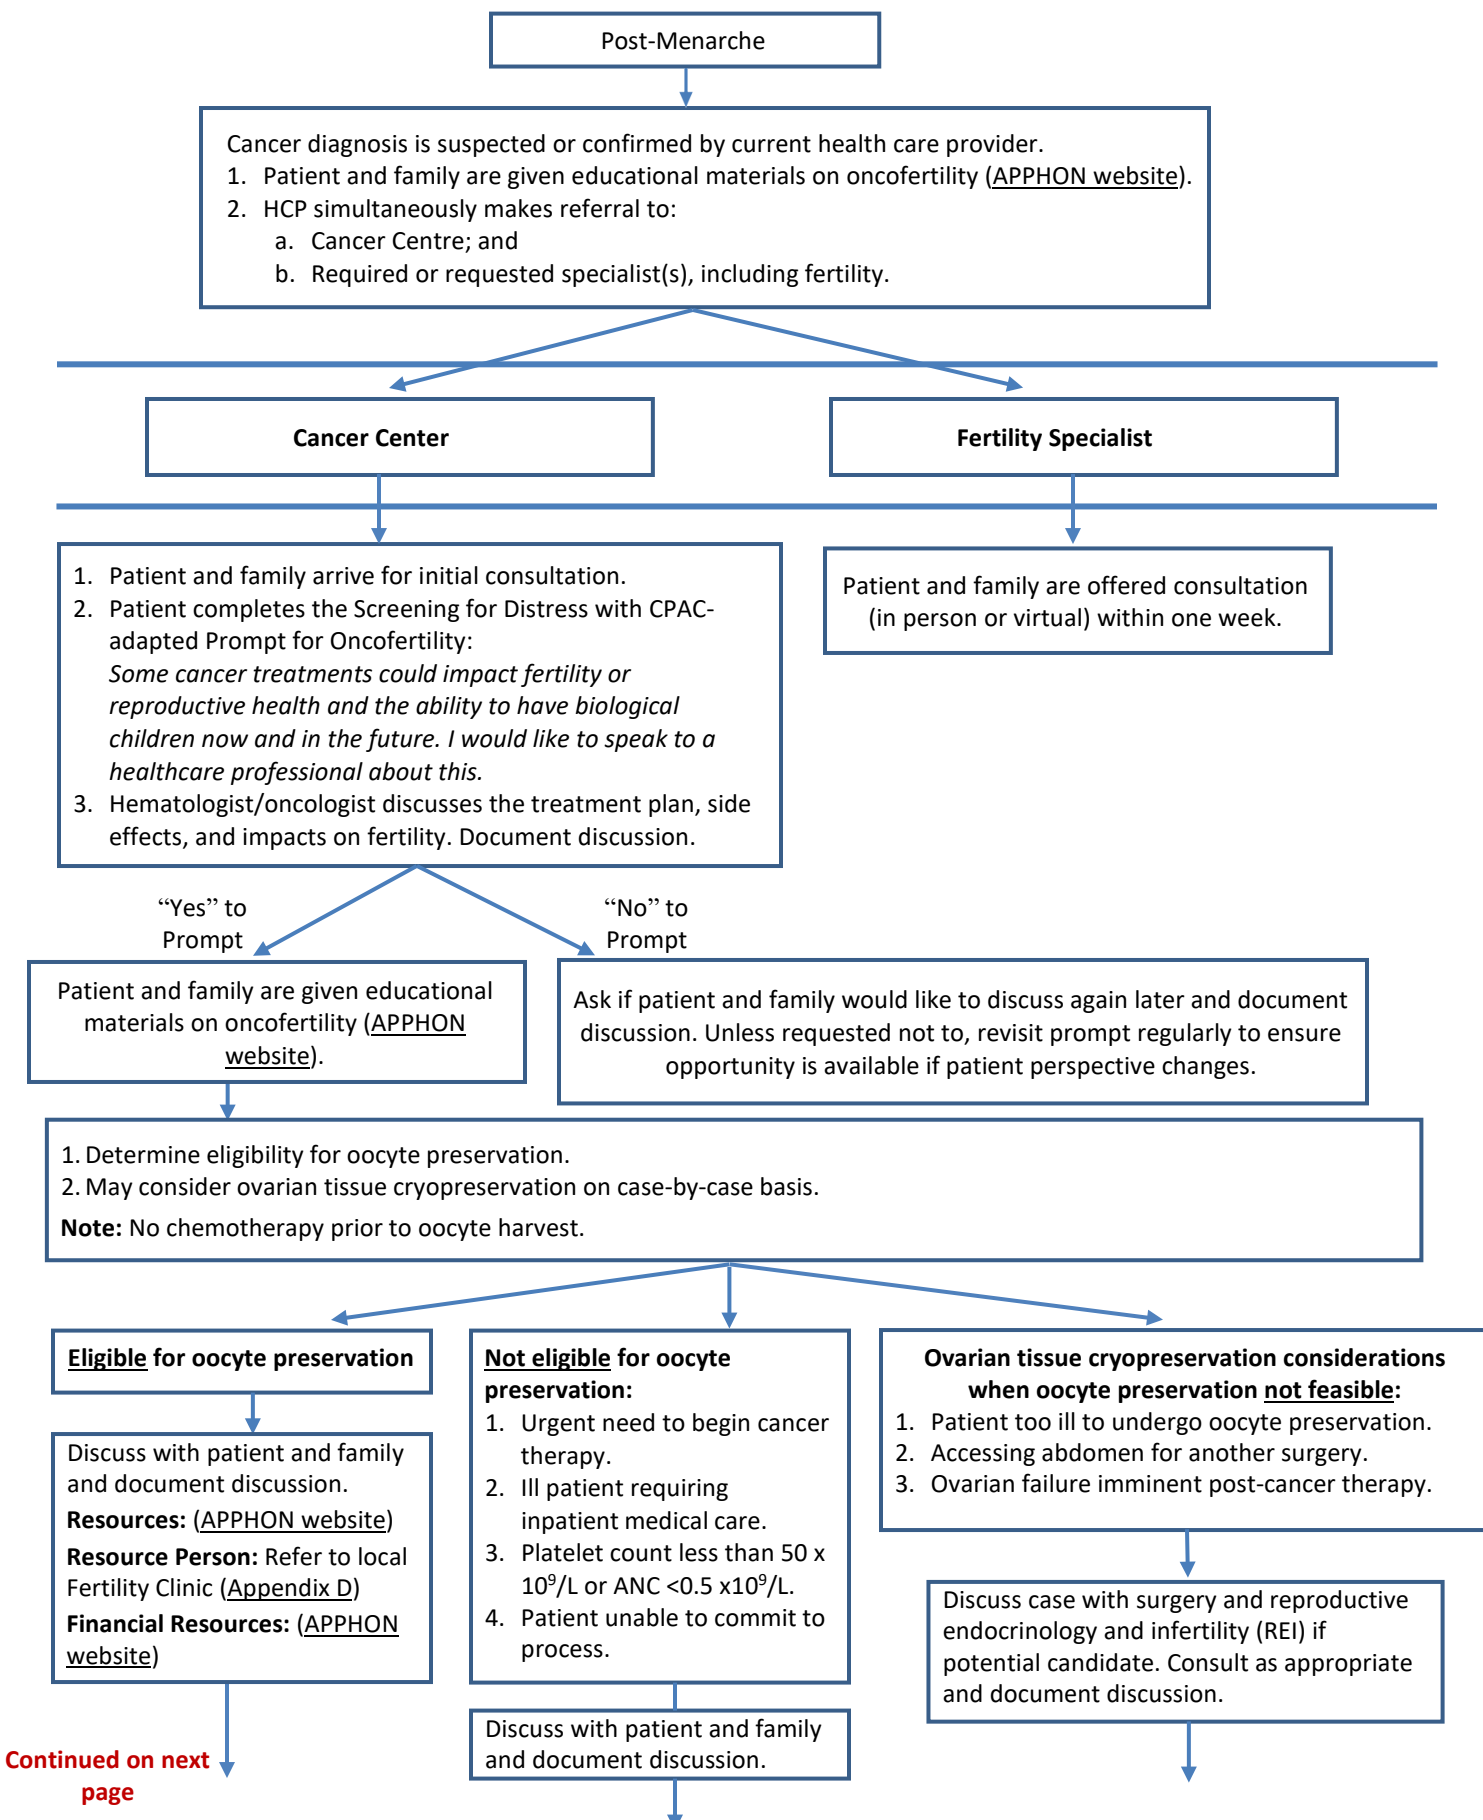 Post-Menarche
Cancer diagnosis is suspected or confirmed by current health care provider.
1. Patient and family are given educational materials on oncofertility (APPHON website).
2. HCP simultaneously makes referral to:
a. Cancer Centre; and
b. Required or requested specialist(s), including fertility.
Cancer Center
Fertility Specialist
1. Patient and family arrive for initial consultation.
2. Patient completes the Screening for Distress with CPAC-
adapted Prompt for Oncofertility:
Some cancer treatments could impact fertility or
reproductive health and the ability to have biological
children now and in the future. I would like to speak to a
healthcare professional about this.
3. Hematologist/oncologist discusses the treatment plan, side
effects, and impacts on fertility. Document discussion.
Patient and family are offered consultation
(in person or virtual) within one week.
“Yes” to
Prompt
“No” to
Prompt
Patient and family are given educational
materials on oncofertility (APPHON
website).
Ask if patient and family would like to discuss again later and document
discussion. Unless requested not to, revisit prompt regularly to ensure
opportunity is available if patient perspective changes.
1. Determine eligibility for oocyte preservation.
2. May consider ovarian tissue cryopreservation on case-by-case basis.
Note: No chemotherapy prior to oocyte harvest.
Eligible for oocyte preservation
Discuss with patient and family
and document discussion.
Resources: (APPHON website)
Resource Person: Refer to local
Fertility Clinic (Appendix D)
Financial Resources: (APPHON
website)
Continued on next
page
Not eligible for oocyte
preservation:
1. Urgent need to begin cancer
therapy.
2. Ill patient requiring
inpatient medical care.
3. Platelet count less than 50 x
10⁹/L or ANC <0.5 x10⁹/L.
4. Patient unable to commit to
process.
Discuss with patient and family
and document discussion.
Ovarian tissue cryopreservation considerations
when oocyte preservation not feasible:
1. Patient too ill to undergo oocyte preservation.
2. Accessing abdomen for another surgery.
3. Ovarian failure imminent post-cancer therapy.
Discuss case with surgery and reproductive
endocrinology and infertility (REI) if
potential candidate. Consult as appropriate
and document discussion.